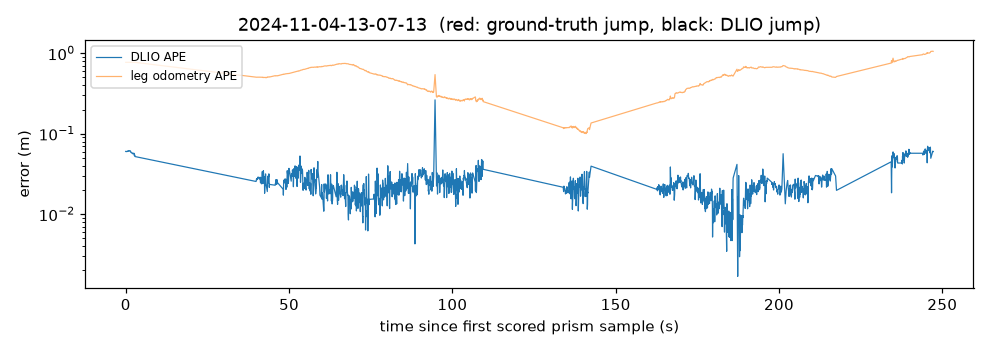 2024-11-04-13-07-13 (red: ground-truth jump, black: DLIO jump)
DLIO APE
leg odometry APE
error (m)
10⁰
10⁻¹
10⁻²
0 50 100 150 200 250
time since first scored prism sample (s)